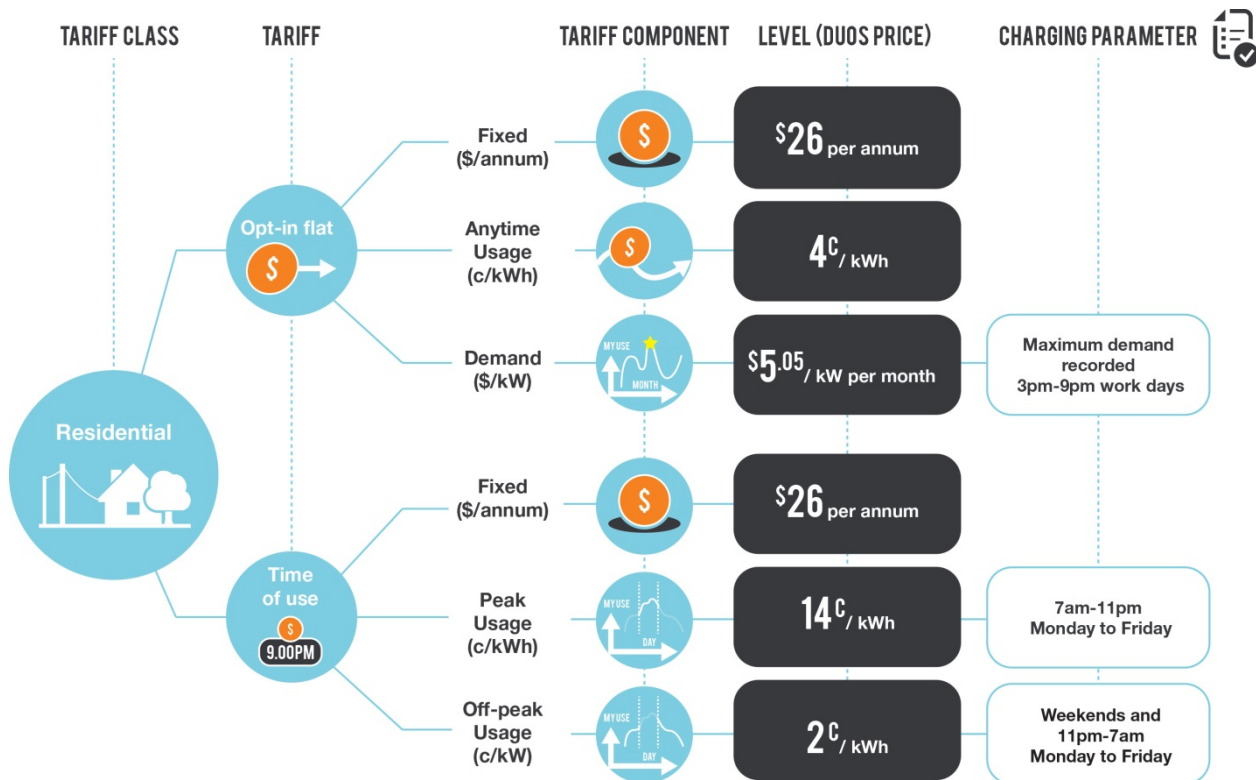 TARIFF CLASS
TARIFF
TARIFF COMPONENT
LEVEL (DUOS PRICE)
CHARGING PARAMETER
Residential
Opt-in flat
$
Fixed
($/annum)
$
$26 per annum
Anytime
Usage
(c/kWh)
$
4c/ kWh
Demand
($/kW)
MY USE
MONTH
$5.05/ kW per month
Maximum demand
recorded
3pm-9pm work days
Time
of use
$
9.00PM
Fixed
($/annum)
$
$26 per annum
Peak
Usage
(c/kWh)
MY USE
DAY
14c/ kWh
7am-11pm
Monday to Friday
Off-peak
Usage
(c/kW)
MY USE
DAY
2c/ kWh
Weekends and
11pm-7am
Monday to Friday